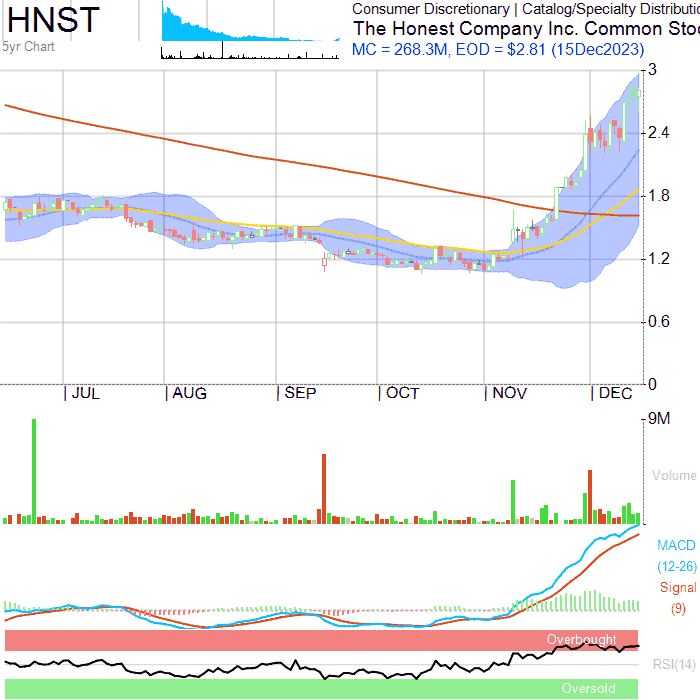 HNST
5yr Chart
Consumer Discretionary | Catalog/Specialty Distributio
The Honest Company Inc. Common Stoc
MC = 268.3M, EOD = $2.81 (15Dec2023)
3
2.4
1.8
1.2
0.6
0
JUL AUG SEP OCT NOV DEC
9M
Volume
MACD
(12-26)
Signal
(9)
Overbought
RSI(14)
Oversold